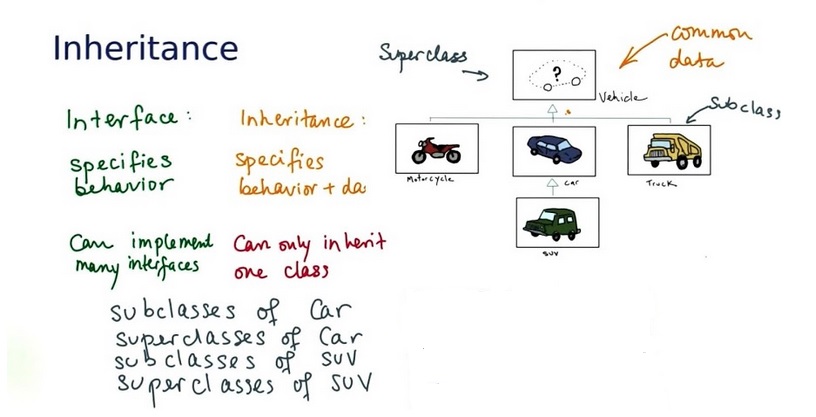 Inheritance
Superclass
common
data
Vehicle
Subclass
Interface:
Inheritance:
specifies
behavior
specifies
behavior + da
Motorcycle
Car
Truck
Can implement
many interfaces
Can only inherit
one class
SUV
subclasses of Car
superclasses of Car
subclasses of SUV
superclasses of SUV
?